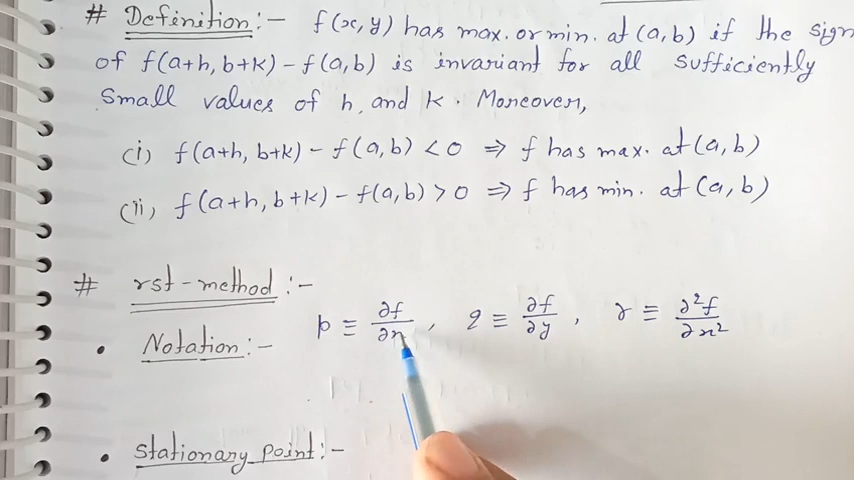 # Definition :- f(x,y) has max. or min. at (a,b) if the sign
of f(a+h, b+k) - f(a,b) is invariant for all sufficiently
small values of h, and k. Moreover,
(i) f(a+h, b+k) - f(a,b) < 0 ⇒ f has max. at (a,b)
(ii) f(a+h, b+k) - f(a,b) > 0 ⇒ f has min. at (a,b)
# rst-method :-
• Notation :- p ≡ ∂f/∂x, q ≡ ∂f/∂y, r ≡ ∂²f/∂x²
• Stationary point :-